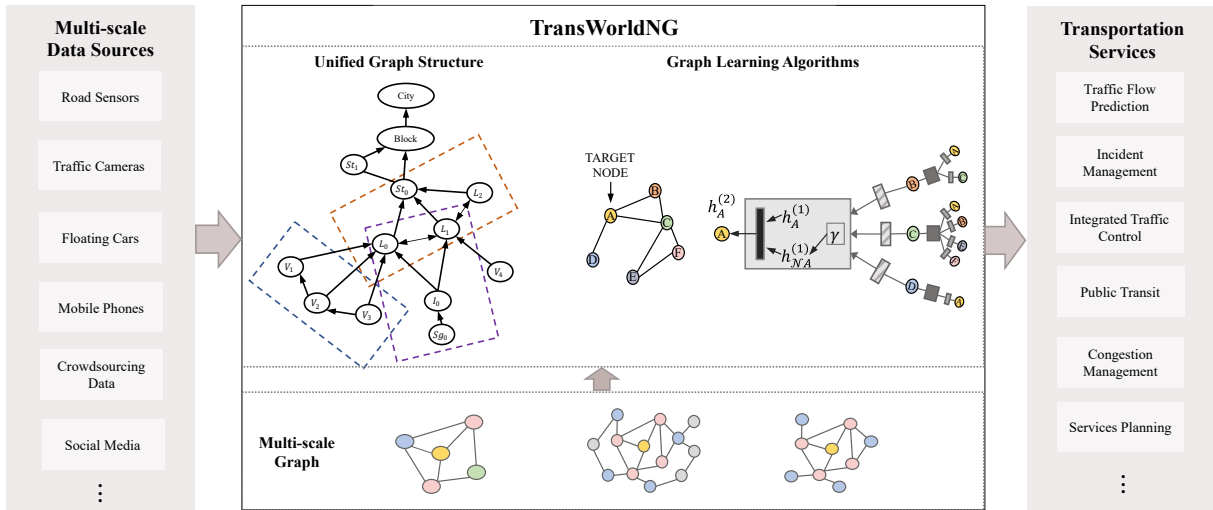 Multi-scale
Data Sources
Road Sensors
Traffic Cameras
Floating Cars
Mobile Phones
Crowdsourcing
Data
Social Media
⋮
TransWorldNG
Unified Graph Structure
City
Block
St₁
St₀
L₂
L₁
L₀
V₁
V₄
V₂
I₀
V₃
Sg₀
Graph Learning Algorithms
TARGET
NODE
A
B
C
D
E
F
h_A^(2)
A
h_A^(1)
h_𝒩A^(1)
γ
B
C
D
A
C
A
B
E
F
A
Multi-scale
Graph
Transportation
Services
Traffic Flow
Prediction
Incident
Management
Integrated Traffic
Control
Public Transit
Congestion
Management
Services Planning
⋮